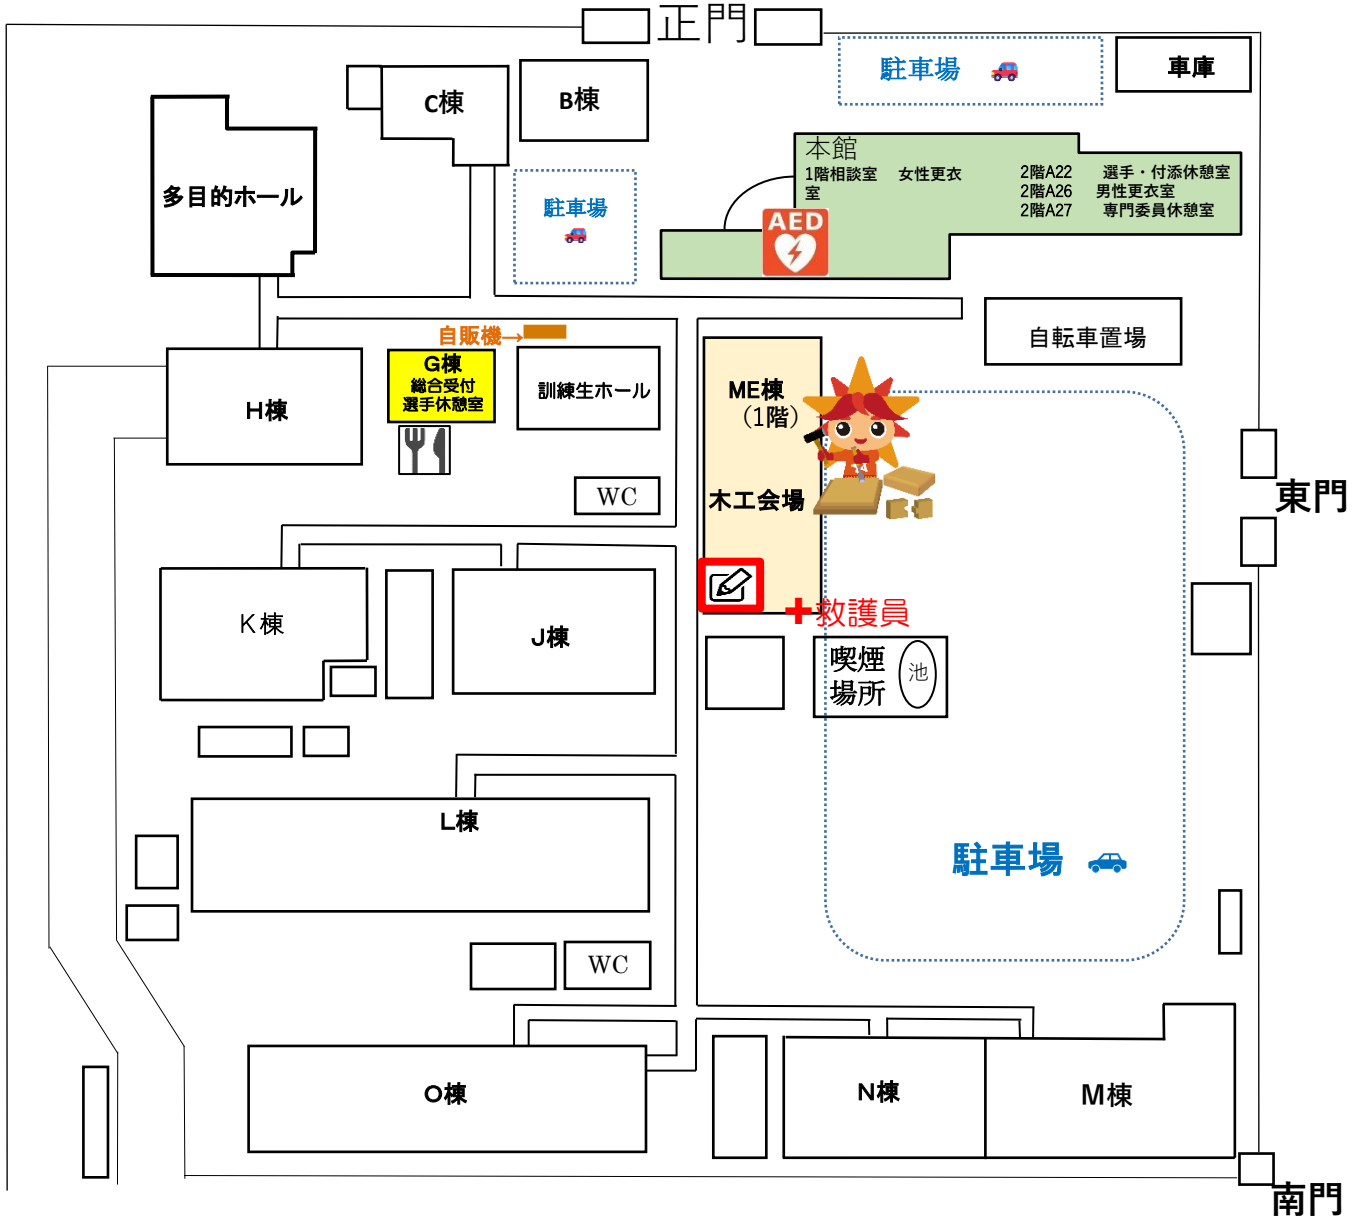 正門
駐車場
車庫
C棟
B棟
本館
1階相談室　女性更衣室
2階A22　選手・付添休憩室
2階A26　男性更衣室
2階A27　専門委員休憩室
多目的ホール
駐車場
AED
自販機→
自転車置場
G棟
総合受付
選手休憩室
訓練生ホール
H棟
ME棟
（1階）
WC
木工会場
東門
K棟
J棟
救護員
喫煙
場所
池
L棟
駐車場
WC
O棟
N棟
M棟
南門